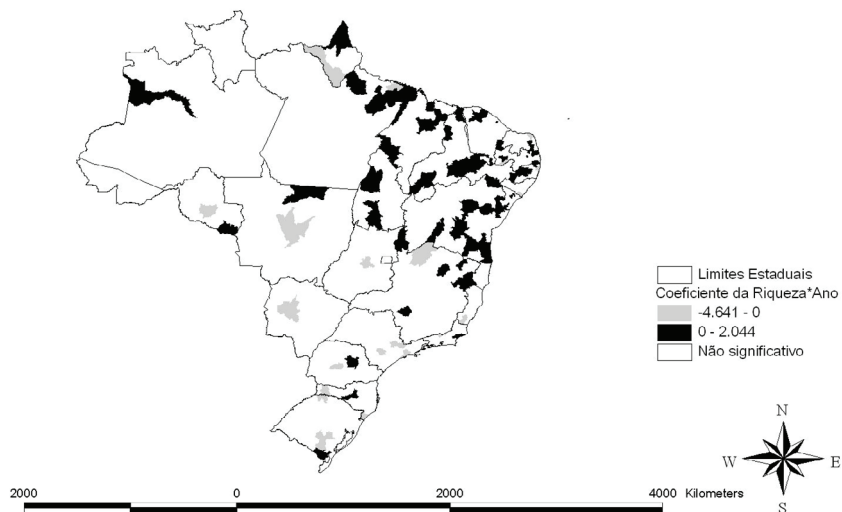 Limites Estaduais
Coeficiente da Riqueza*Ano
-4.641 - 0
0 - 2.044
Não significativo
N
W E
S
2000 0 2000 4000 Kilometers